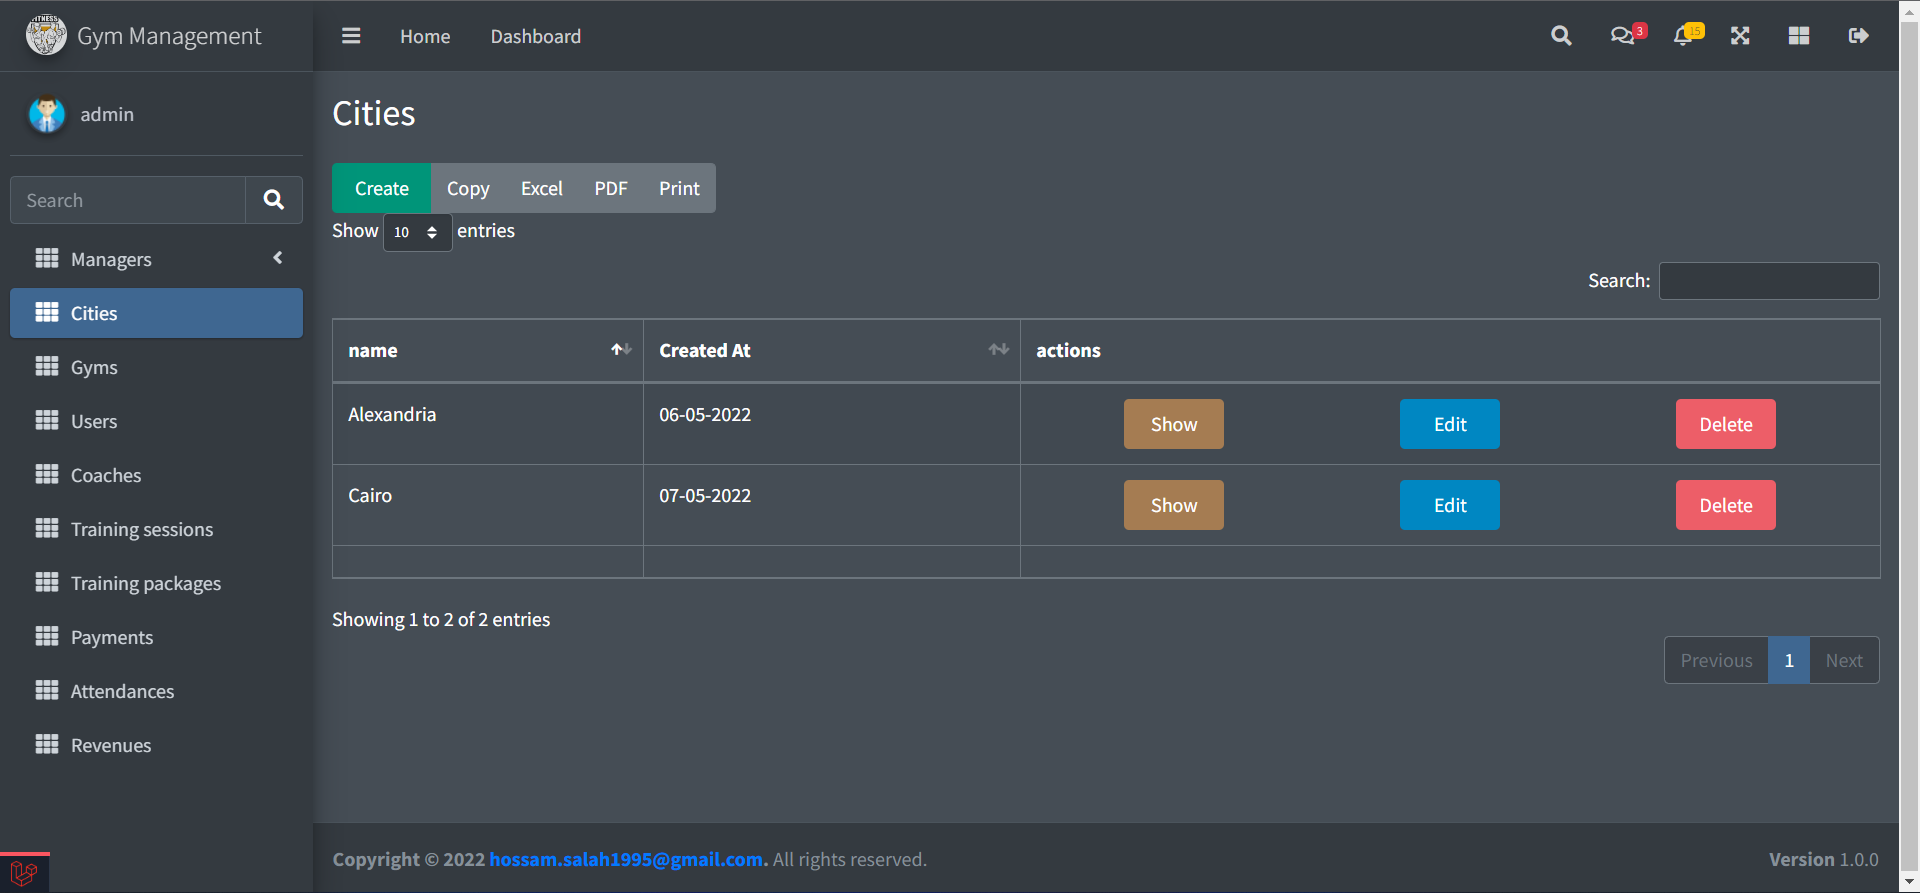 FITNESS
Gym Management
Home
Dashboard
3
15
admin
Search
Managers
Cities
Gyms
Users
Coaches
Training sessions
Training packages
Payments
Attendances
Revenues
Cities
Create Copy Excel PDF Print
Show 10 entries
Search:
name Created At actions
Alexandria 06-05-2022 Show Edit Delete
Cairo 07-05-2022 Show Edit Delete
Showing 1 to 2 of 2 entries
Previous 1 Next
Copyright © 2022 hossam.salah1995@gmail.com. All rights reserved.
Version 1.0.0